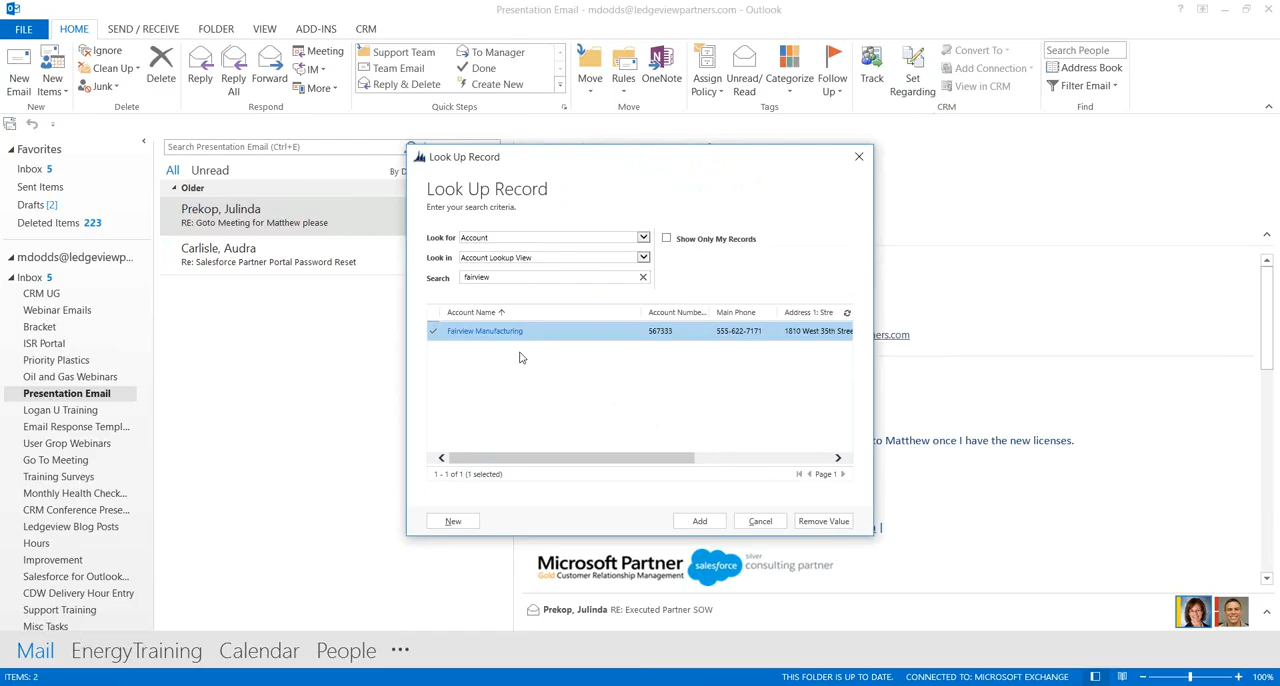 Presentation Email - mdodds@ledgeviewpartners.com - Outlook
FILE HOME SEND / RECEIVE FOLDER VIEW ADD-INS CRM
New Email
New Items
New
Ignore
Clean Up
Junk
Delete
Delete
Reply
Reply All
Forward
Meeting
IM
More
Respond
Support Team
Team Email
Reply & Delete
To Manager
Done
Create New
Quick Steps
Move
Rules
OneNote
Move
Assign Policy
Unread/ Read
Categorize
Follow Up
Tags
Track
Set Regarding
Convert To
Add Connection
View in CRM
CRM
Search People
Address Book
Filter Email
Find
Favorites
Inbox 5
Sent Items
Drafts [2]
Deleted Items 223
mdodds@ledgeviewp...
Inbox 5
CRM UG
Webinar Emails
Bracket
ISR Portal
Priority Plastics
Oil and Gas Webinars
Presentation Email
Logan U Training
Email Response Templ...
User Grop Webinars
Go To Meeting
Training Surveys
Monthly Health Check...
CRM Conference Prese...
Ledgeview Blog Posts
Hours
Improvement
Salesforce for Outlook...
CDW Delivery Hour Entry
Support Training
Misc Tasks
Search Presentation Email (Ctrl+E)
All Unread By D
Older
Prekop, Julinda
RE: Goto Meeting for Matthew please
Carlisle, Audra
Re: Salesforce Partner Portal Password Reset
Look Up Record
Look Up Record
Enter your search criteria.
Look for Account
Show Only My Records
Look in Account Lookup View
Search fairview
Account Name Account Numbe... Main Phone Address 1: Stre
Fairview Manufacturing 567333 555-622-7171 1810 West 35th Stree
1 - 1 of 1 (1 selected)
Page 1
New Add Cancel Remove Value
ers.com
to Matthew once I have the new licenses.
|
Microsoft Partner
Gold Customer Relationship Management
salesforce
silver
consulting partner
Prekop, Julinda RE: Executed Partner SOW
Mail EnergyTraining Calendar People •••
ITEMS: 2
THIS FOLDER IS UP TO DATE. CONNECTED TO: MICROSOFT EXCHANGE 100%